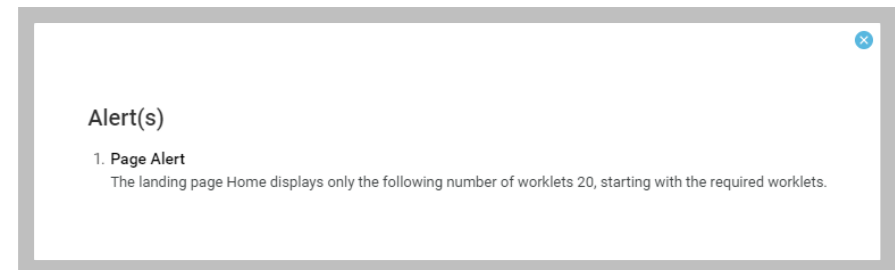 Alert(s)
1. Page Alert
The landing page Home displays only the following number of worklets 20, starting with the required worklets.